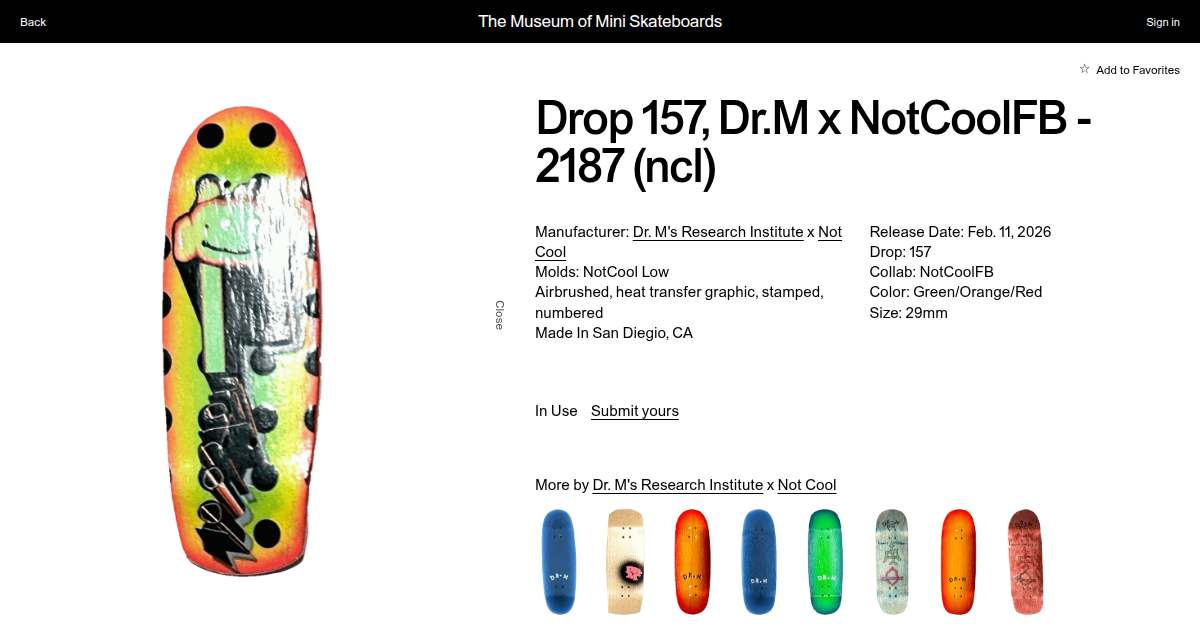 Back
The Museum of Mini Skateboards
Sign in
☆ Add to Favorites
Drop 157, Dr.M x NotCoolFB -
2187 (ncl)
Manufacturer: Dr. M's Research Institute x Not
Cool
Molds: NotCool Low
Airbrushed, heat transfer graphic, stamped,
numbered
Made In San Diegio, CA
Release Date: Feb. 11, 2026
Drop: 157
Collab: NotCoolFB
Color: Green/Orange/Red
Size: 29mm
Close
In Use
Submit yours
More by Dr. M's Research Institute x Not Cool
DR.M
DR.M
DR.M
DR.M
DR.M